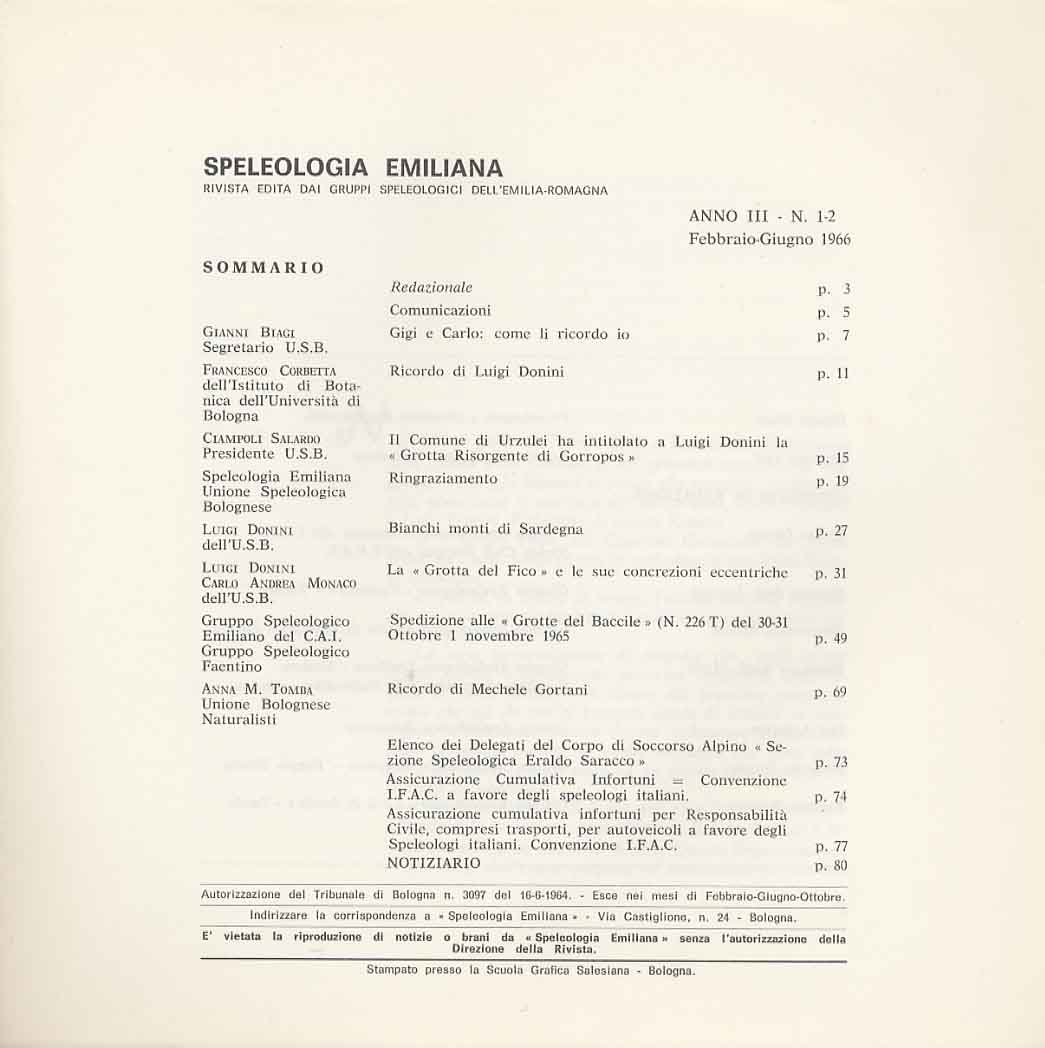 SPELEOLOGIA EMILIANA
RIVISTA EDITA DAI GRUPPI SPELEOLOGICI DELL'EMILIA-ROMAGNA
ANNO III - N. 1-2
Febbraio-Giugno 1966
SOMMARIO
Redazionale p. 3
Comunicazioni p. 5
GIANNI BIAGI Gigi e Carlo: come li ricordo io p. 7
Segretario U.S.B.
FRANCESCO CORBETTA Ricordo di Luigi Donini p. 11
dell'Istituto di Bota-
nica dell'Università di
Bologna
CIAMPOLI SALARDO Il Comune di Urzulei ha intitolato a Luigi Donini la
Presidente U.S.B. « Grotta Risorgente di Gorropos » p. 15
Speleologia Emiliana Ringraziamento p. 19
Unione Speleologica
Bolognese
LUIGI DONINI Bianchi monti di Sardegna p. 27
dell'U.S.B.
LUIGI DONINI La « Grotta del Fico » e le sue concrezioni eccentriche p. 31
CARLO ANDREA MONACO
dell'U.S.B.
Gruppo Speleologico Spedizione alle « Grotte del Baccile » (N. 226 T) del 30-31
Emiliano del C.A.I. Ottobre 1 novembre 1965 p. 49
Gruppo Speleologico
Faentino
ANNA M. TOMBA Ricordo di Mechele Gortani p. 69
Unione Bolognese
Naturalisti
Elenco dei Delegati del Corpo di Soccorso Alpino « Se-
zione Speleologica Eraldo Saracco » p. 73
Assicurazione Cumulativa Infortuni = Convenzione
I.F.A.C. a favore degli speleologi italiani. p. 74
Assicurazione cumulativa infortuni per Responsabilità
Civile, compresi trasporti, per autoveicoli a favore degli
Speleologi italiani. Convenzione I.F.A.C. p. 77
NOTIZIARIO p. 80
Autorizzazione del Tribunale di Bologna n. 3097 del 16-6-1964. - Esce nei mesi di Febbraio-Giugno-Ottobre.
Indirizzare la corrispondenza a « Speleologia Emiliana » - Via Castiglione, n. 24 - Bologna.
E' vietata la riproduzione di notizie o brani da « Speleologia Emiliana » senza l'autorizzazione della
Direzione della Rivista.
Stampato presso la Scuola Grafica Salesiana - Bologna.